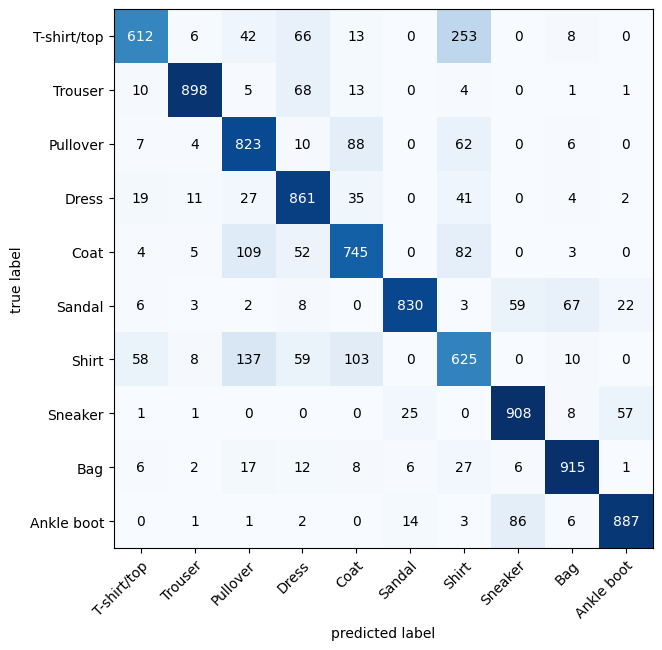 T-shirt/top 612 6 42 66 13 0 253 0 8 0
Trouser 10 898 5 68 13 4 0 1 1
Pullover 7 4 823 10 88 0 62 0 6 0
Dress 19 11 27 861 35 0 41 0 4 2
Coat 4 5 109 52 745 0 82 0 3 0
Sandal 6 3 2 8 0 830 3 59 67 22
Shirt 58 8 137 59 103 0 625 0 10 0
Sneaker 1 1 0 0 0 25 0 908 8 57
Bag 6 2 17 12 8 6 27 6 915 1
Ankle boot 0 1 1 2 0 14 3 86 6 887
true label
T-shirt/top Trouser Pullover Dress Coat Sandal Shirt Sneaker Bag Ankle boot
predicted label